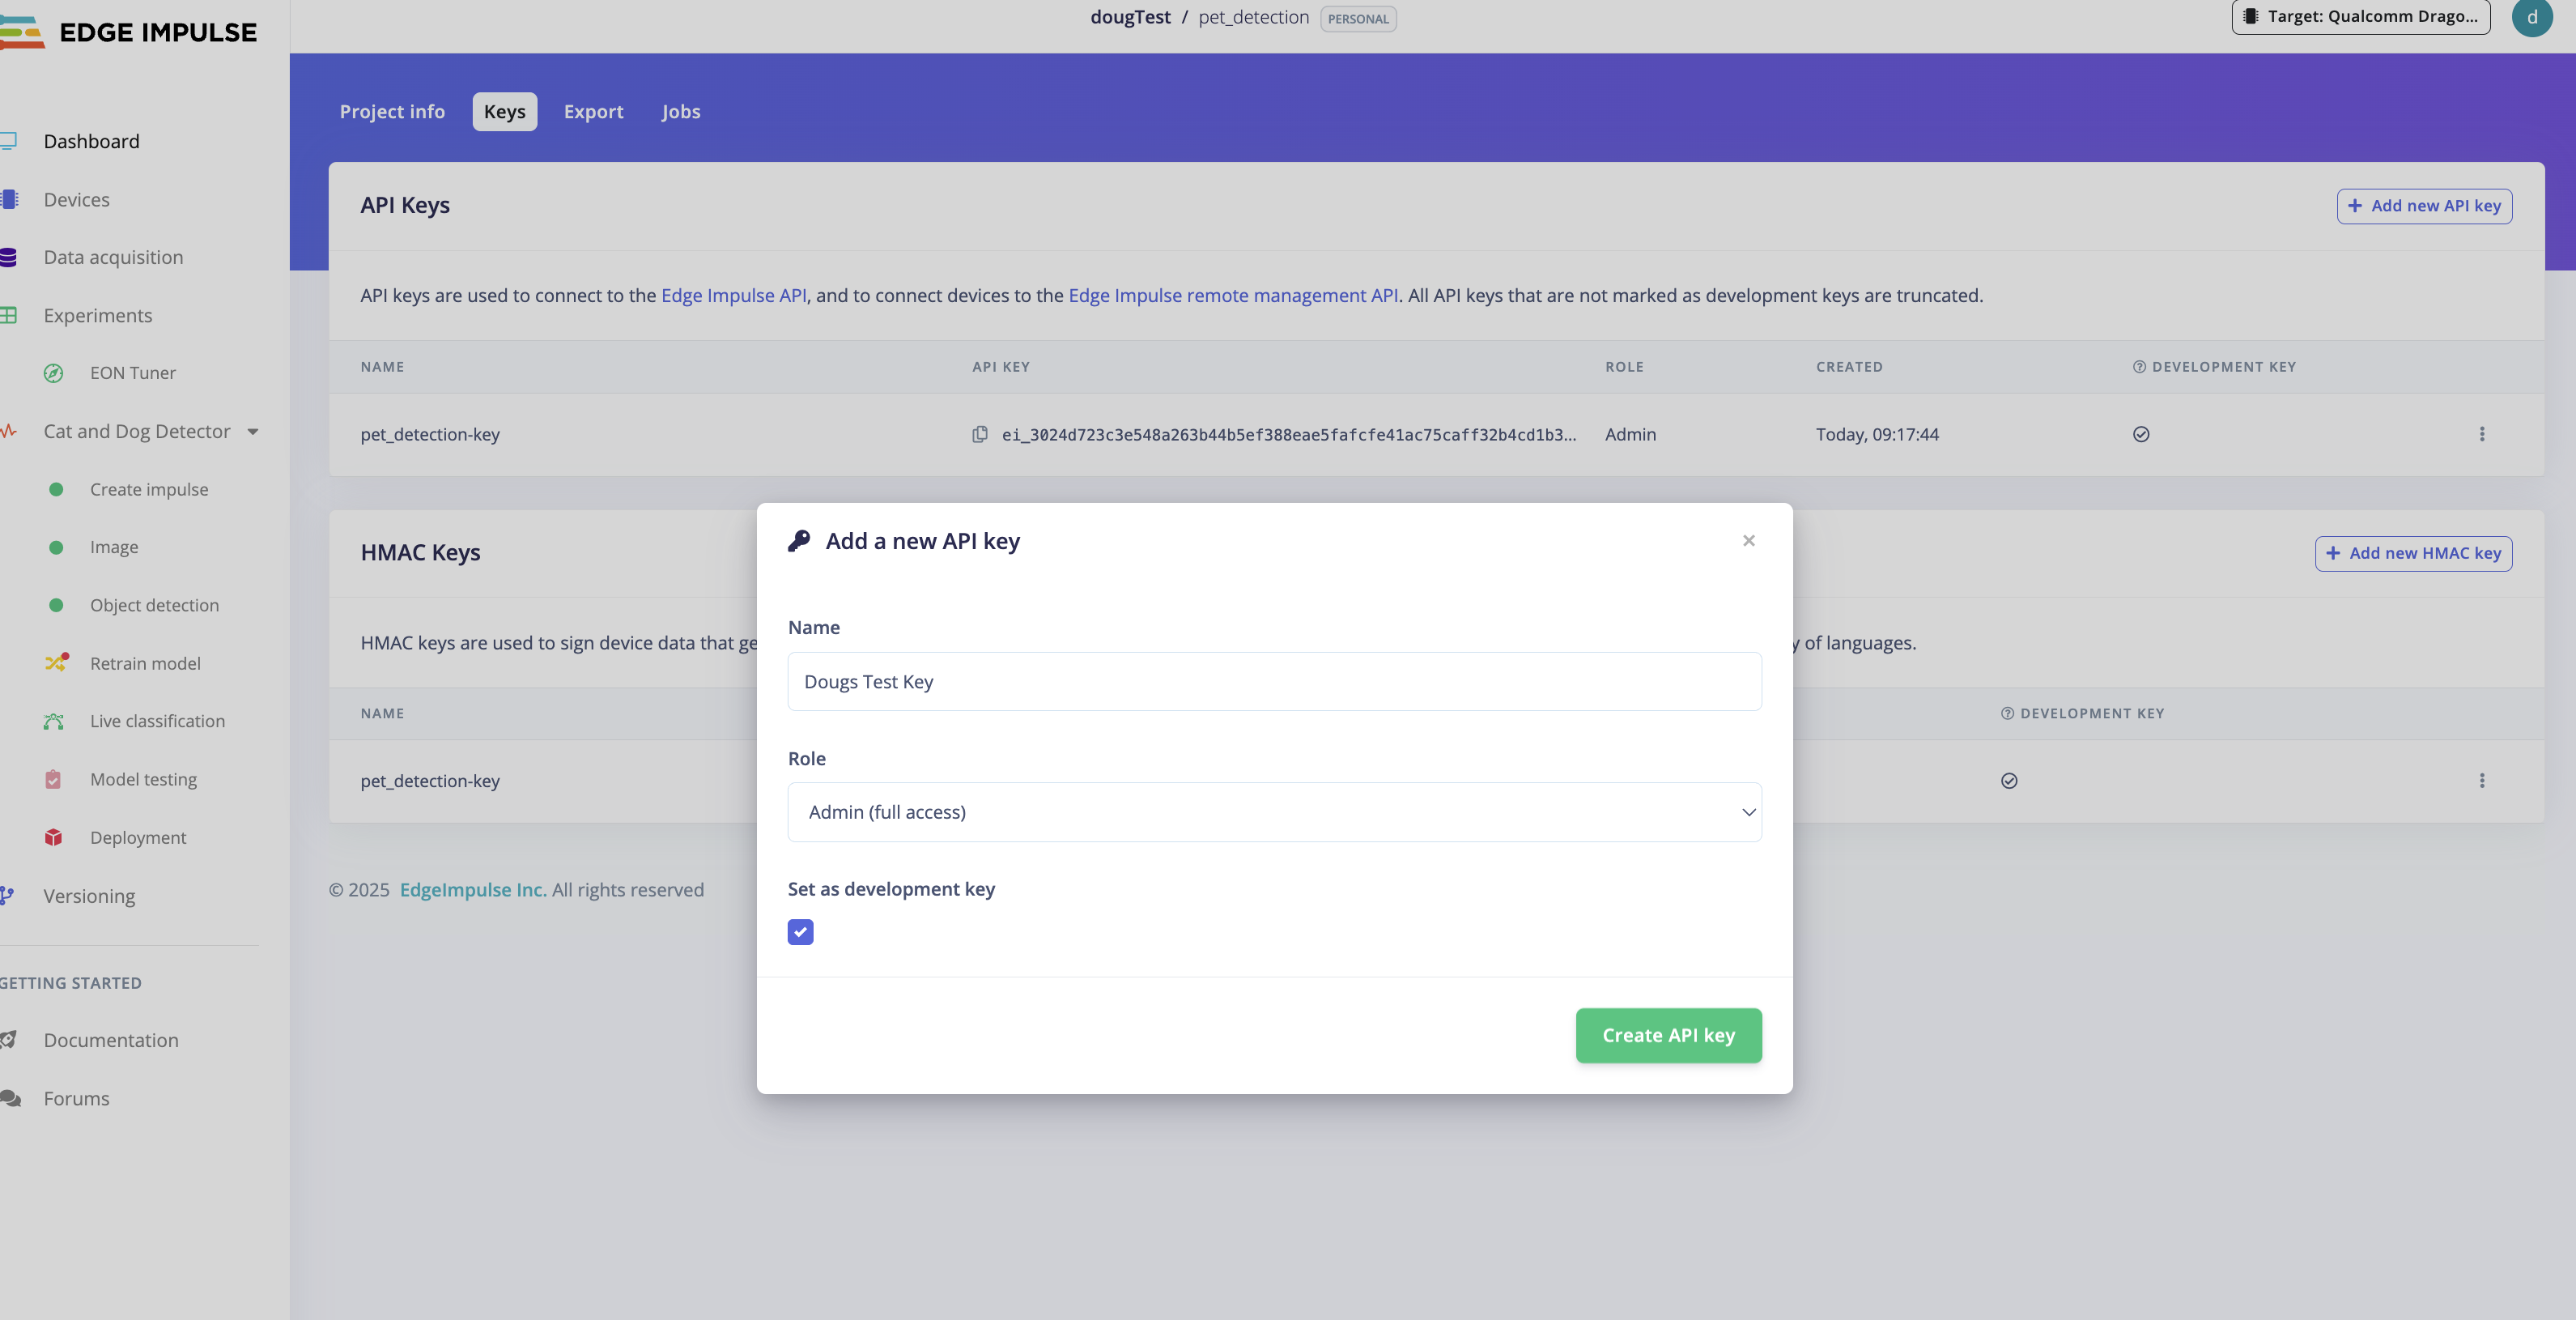 EDGE IMPULSE
dougTest / pet_detection PERSONAL
Target: Qualcomm Drago...
d
Dashboard
Devices
Data acquisition
Experiments
EON Tuner
Cat and Dog Detector
Create impulse
Image
Object detection
Retrain model
Live classification
Model testing
Deployment
Versioning
GETTING STARTED
Documentation
Forums
Project info Keys Export Jobs
API Keys
+ Add new API key
API keys are used to connect to the Edge Impulse API, and to connect devices to the Edge Impulse remote management API. All API keys that are not marked as development keys are truncated.
NAME API KEY ROLE CREATED DEVELOPMENT KEY
pet_detection-key ei_3024d723c3e548a263b44b5ef388eae5fafcfe41ac75caff32b4cd1b3... Admin Today, 09:17:44
HMAC Keys
+ Add new HMAC key
HMAC keys are used to sign device data that ge
y of languages.
NAME DEVELOPMENT KEY
pet_detection-key
© 2025 EdgeImpulse Inc. All rights reserved
Add a new API key
×
Name
Dougs Test Key
Role
Admin (full access)
Set as development key
Create API key